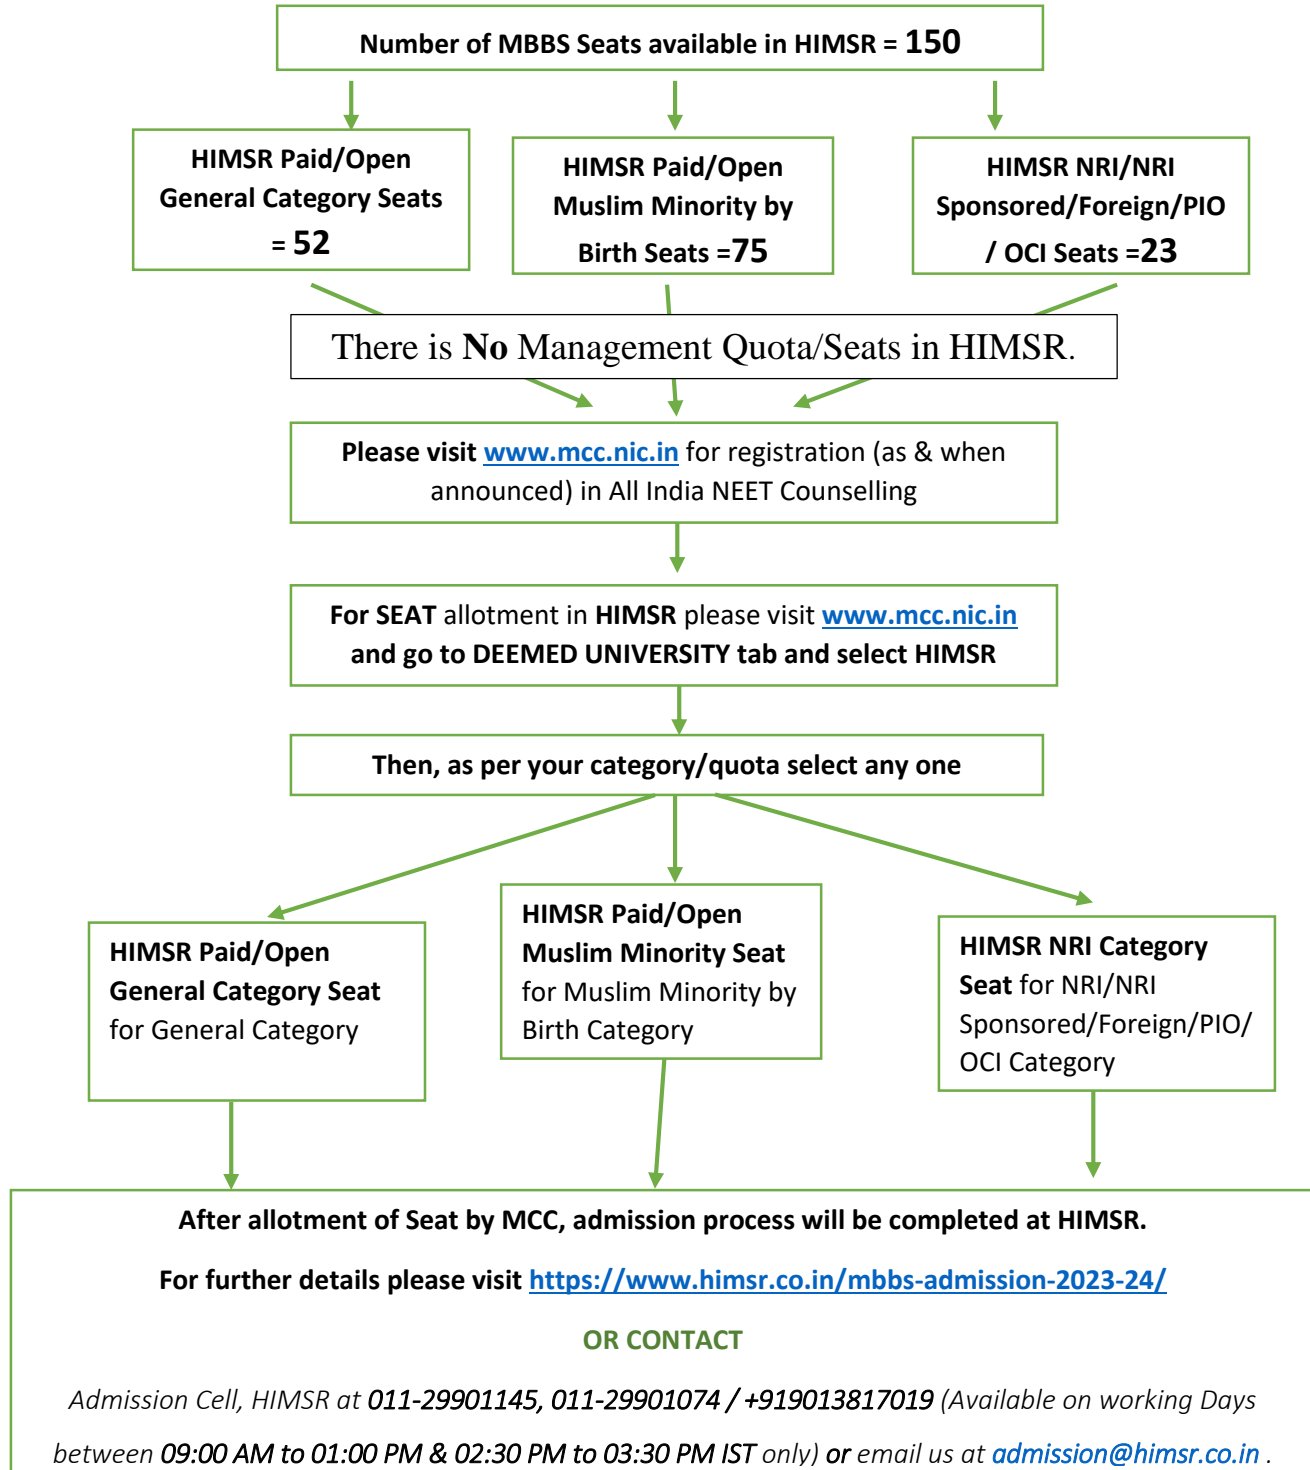 Number of MBBS Seats available in HIMSR = 150
HIMSR Paid/Open
General Category Seats
= 52
HIMSR Paid/Open
Muslim Minority by
Birth Seats =75
HIMSR NRI/NRI
Sponsored/Foreign/PIO
/ OCI Seats =23
There is No Management Quota/Seats in HIMSR.
Please visit www.mcc.nic.in for registration (as & when
announced) in All India NEET Counselling
For SEAT allotment in HIMSR please visit www.mcc.nic.in
and go to DEEMED UNIVERSITY tab and select HIMSR
Then, as per your category/quota select any one
HIMSR Paid/Open
General Category Seat
for General Category
HIMSR Paid/Open
Muslim Minority Seat
for Muslim Minority by
Birth Category
HIMSR NRI Category
Seat for NRI/NRI
Sponsored/Foreign/PIO/
OCI Category
After allotment of Seat by MCC, admission process will be completed at HIMSR.
For further details please visit https://www.himsr.co.in/mbbs-admission-2023-24/
OR CONTACT
Admission Cell, HIMSR at 011-29901145, 011-29901074 / +919013817019 (Available on working Days
between 09:00 AM to 01:00 PM & 02:30 PM to 03:30 PM IST only) or email us at admission@himsr.co.in .